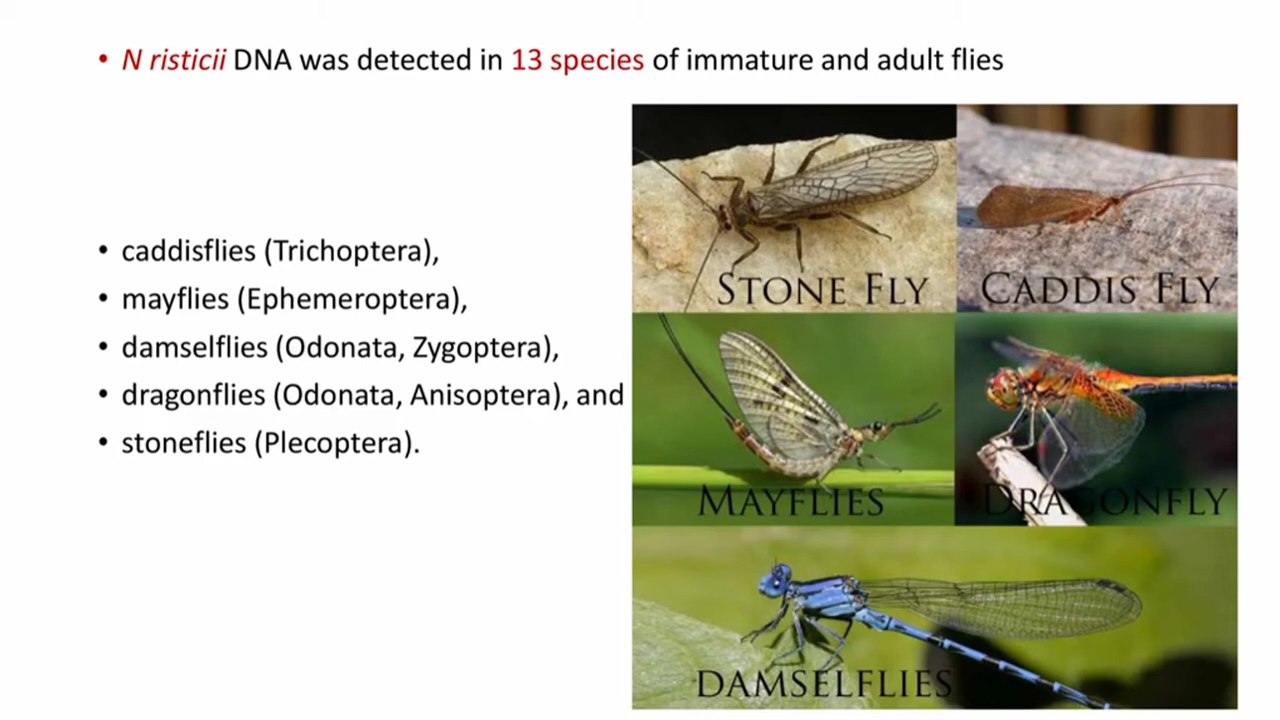 • N risticii DNA was detected in 13 species of immature and adult flies
• caddisflies (Trichoptera),
• mayflies (Ephemeroptera),
• damselflies (Odonata, Zygoptera),
• dragonflies (Odonata, Anisoptera), and
• stoneflies (Plecoptera).
STONE FLY
CADDIS FLY
MAYFLIES
DRAGONFLY
DAMSELFLIES